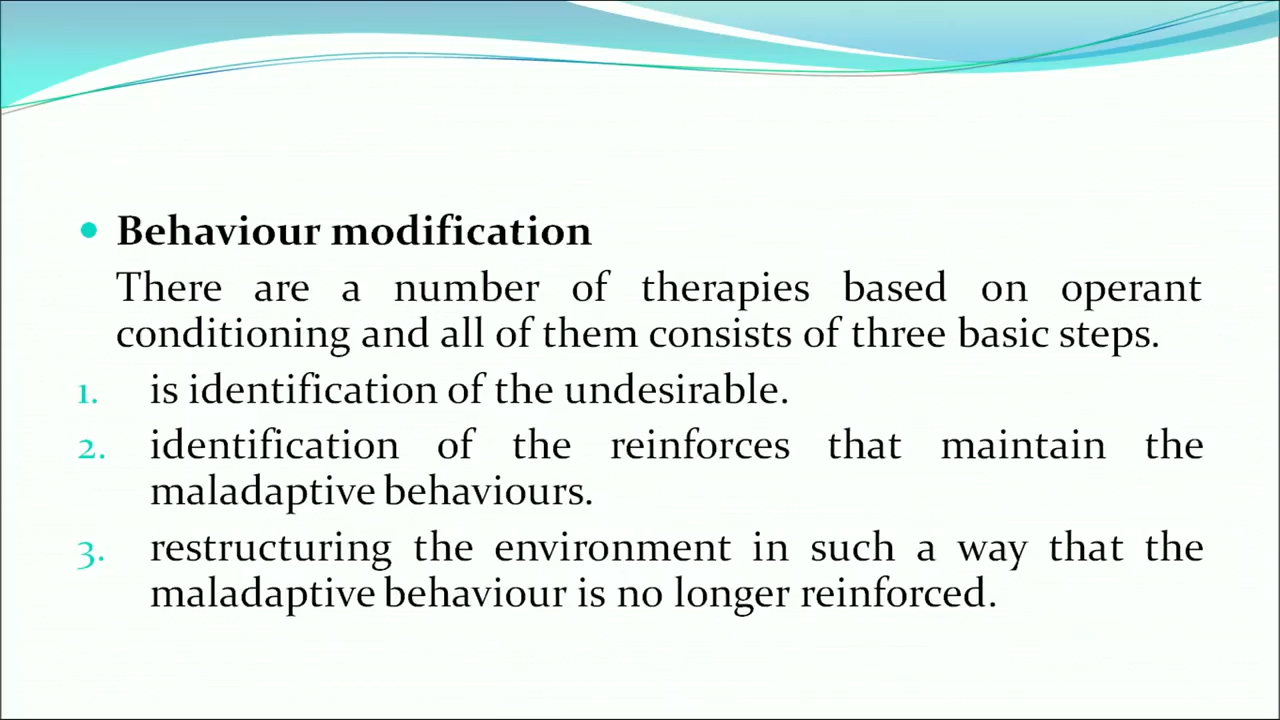 Behaviour modification
There are a number of therapies based on operant
conditioning and all of them consists of three basic steps.
1. is identification of the undesirable.
2. identification of the reinforces that maintain the
maladaptive behaviours.
3. restructuring the environment in such a way that the
maladaptive behaviour is no longer reinforced.